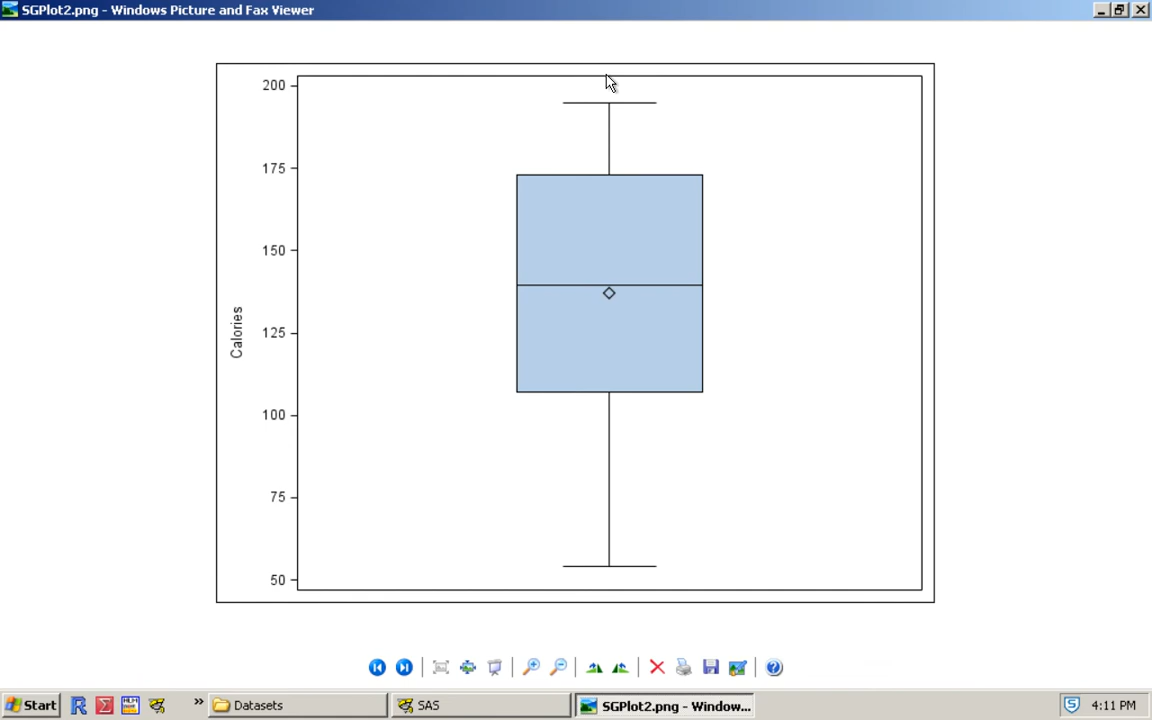 SGPlot2.png - Windows Picture and Fax Viewer
200
175
150
125
100
75
50
Calories
Start
R
Σ
HLM
»
Datasets
SAS
SGPlot2.png - Window...
S
4:11 PM